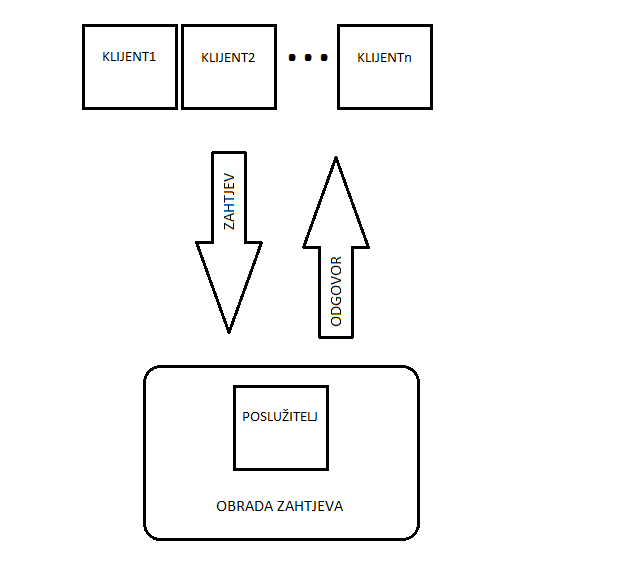 KLIJENT1
KLIJENT2
KLIJENTn
ZAHTJEV
ODGOVOR
POSLUŽITELJ
OBRADA ZAHTJEVA